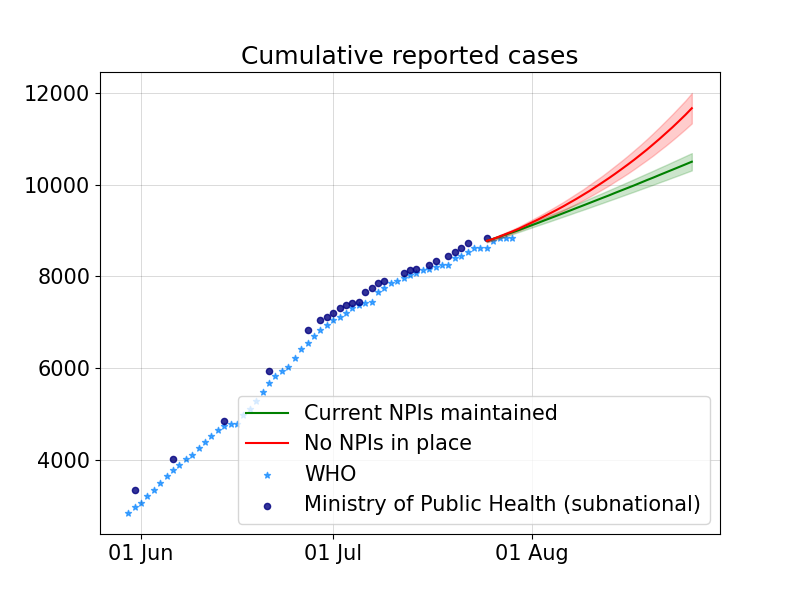 Cumulative reported cases
12000
10000
8000
6000
4000
Current NPIs maintained
No NPIs in place
WHO
Ministry of Public Health (subnational)
01 Jun
01 Jul
01 Aug